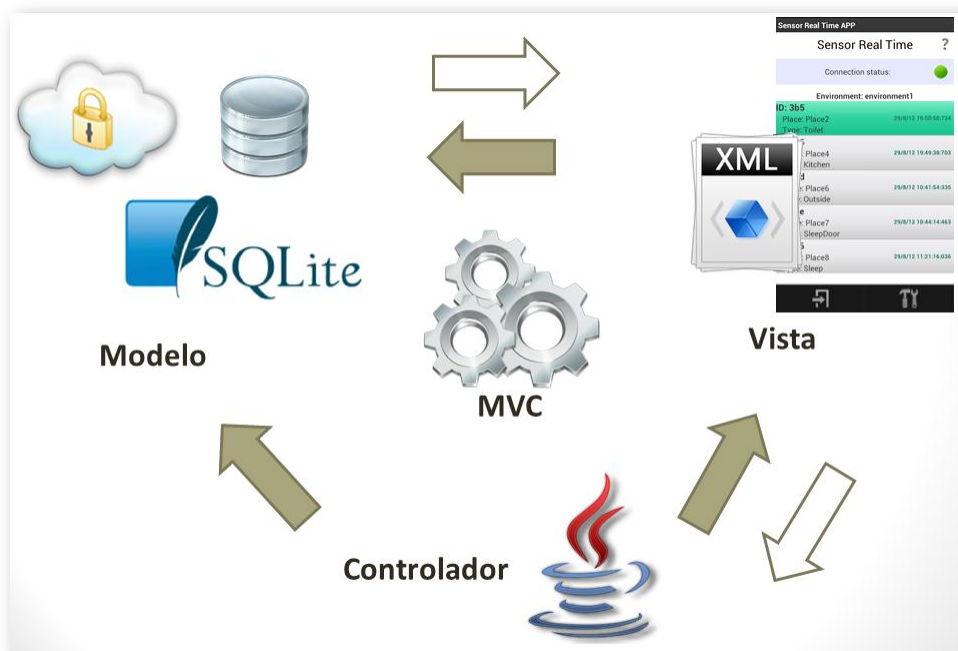 Sensor Real Time APP
Sensor Real Time ?
Connection status:
Environment: environment1
ID: 3b5
Place: Place2 29/8/12 19:50:58:734
Type: Toilet
XML
Place4 29/8/12 19:49:38:703
Kitchen
Place6 29/8/12 10:41:54:335
Outside
Place7 29/8/12 10:44:14:463
SleepDoor
Place8 29/8/12 11:31:16:036
Sleep
SQLite
Modelo
Vista
MVC
Controlador